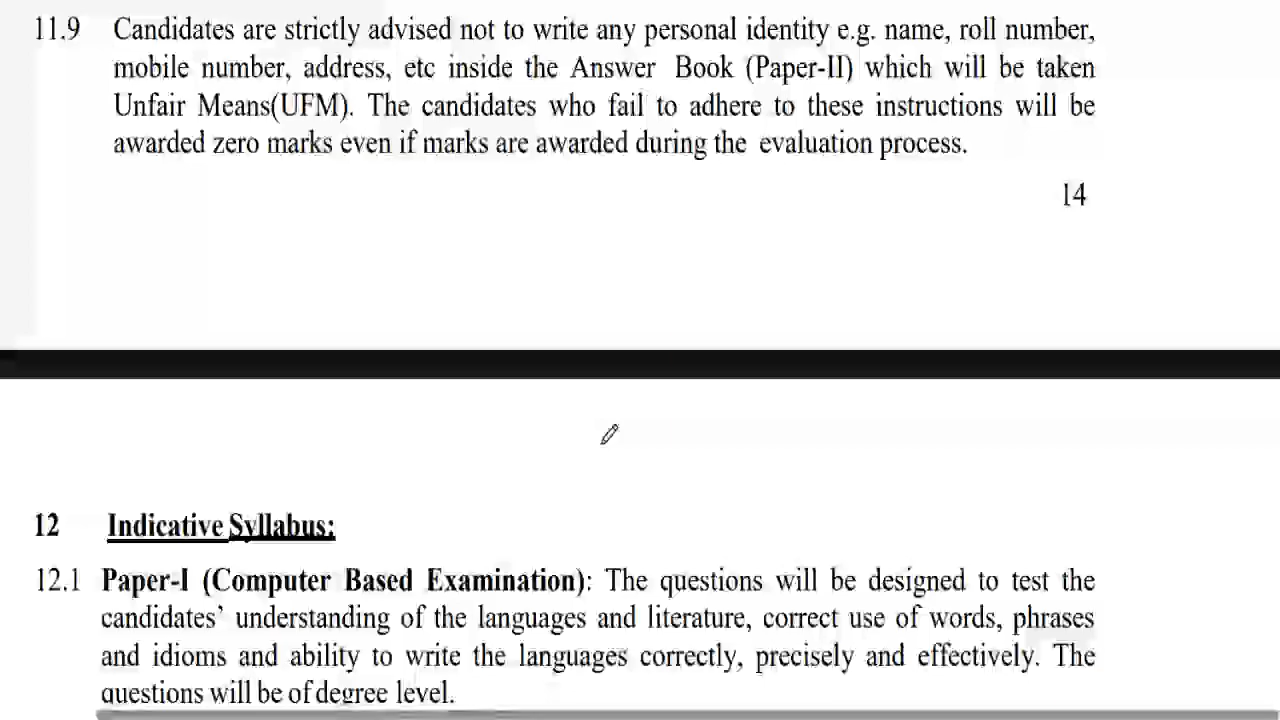 11.9 Candidates are strictly advised not to write any personal identity e.g. name, roll number,
mobile number, address, etc inside the Answer Book (Paper-II) which will be taken
Unfair Means(UFM). The candidates who fail to adhere to these instructions will be
awarded zero marks even if marks are awarded during the evaluation process.
14
12 Indicative Syllabus:
12.1 Paper-I (Computer Based Examination): The questions will be designed to test the
candidates’ understanding of the languages and literature, correct use of words, phrases
and idioms and ability to write the languages correctly, precisely and effectively. The
questions will be of degree level.